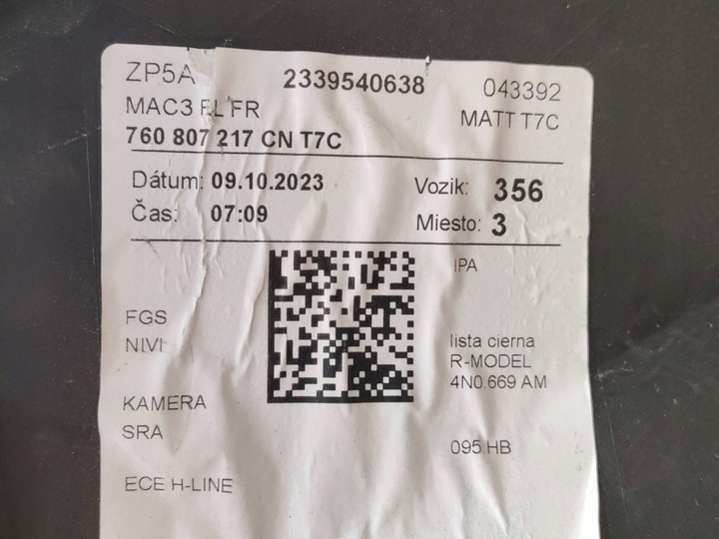 ZP5A 2339540638 043392
MAC3 FL FR MATT T7C
760 807 217 CN T7C
Dátum: 09.10.2023 Vozik: 356
Čas: 07:09 Miesto: 3
IPA
FGS
NIVI lista cierna
R-MODEL
4N0 669 AM
KAMERA
SRA 095 HB
ECE H-LINE